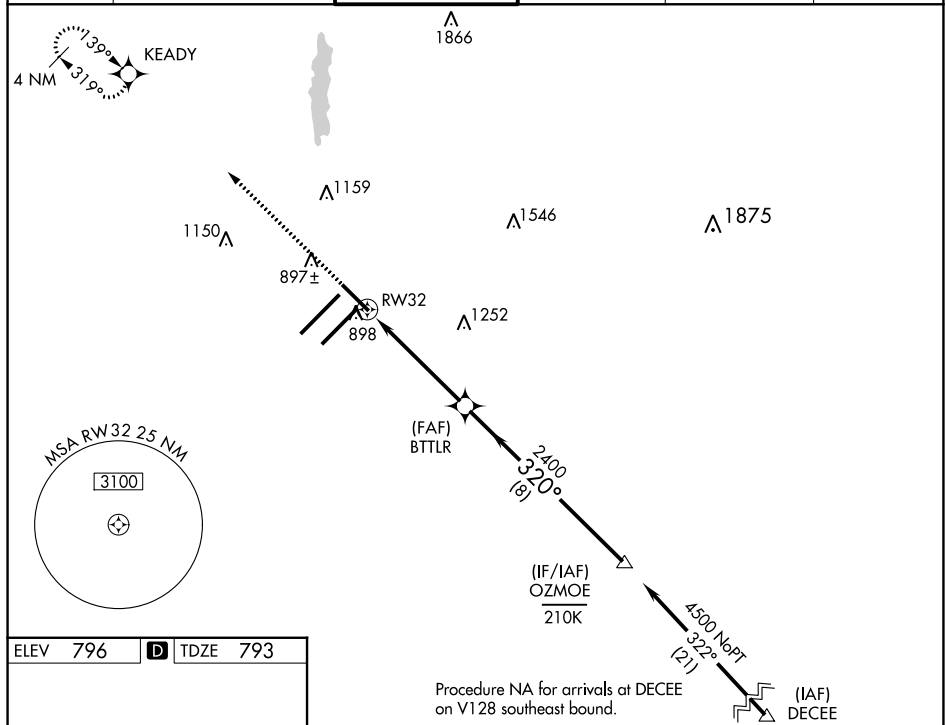 1866
139°
KEADY
4 NM
319°
1159
1546
1875
1150
897±
RW32
898
1252
(FAF)
BTTLR
MSA RW32 25 NM
3100
2400
320°
(8)
(IF/IAF)
OZMOE
210K
4500 NoPT
322°
(21)
ELEV 796 D TDZE 793
Procedure NA for arrivals at DECEE
on V128 southeast bound.
(IAF)
DECEE